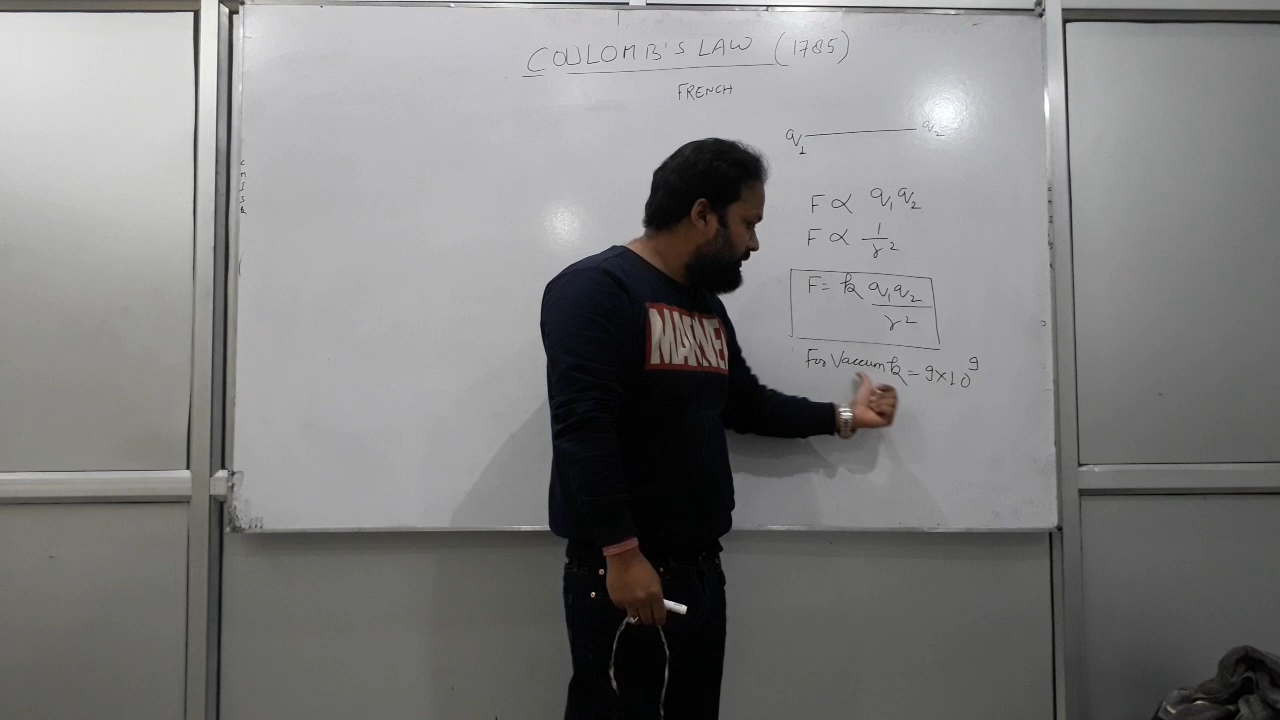 COULOMB'S LAW (1785)
FRENCH
q1 q2
F ∝ q1q2
F ∝ 1/r²
F = k q1q2/r²
For Vaccum k = 9×10⁹
MARVEL